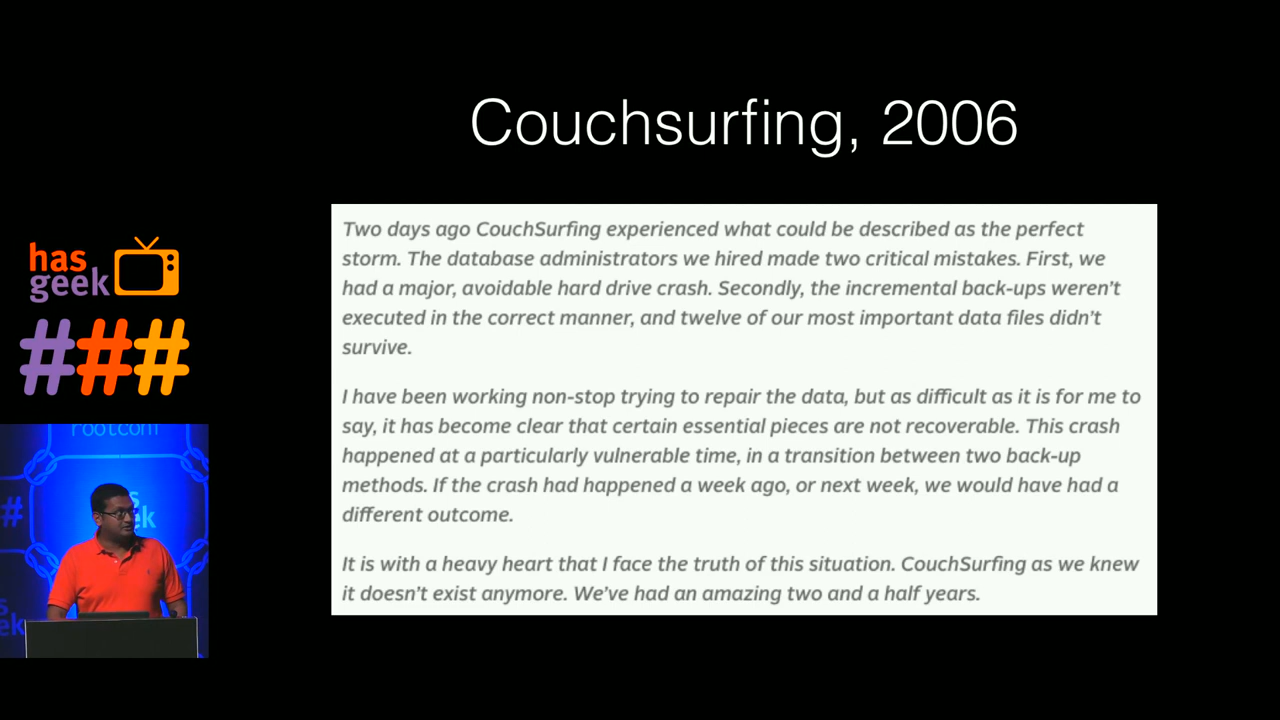 Couchsurfing, 2006
Two days ago CouchSurfing experienced what could be described as the perfect
storm. The database administrators we hired made two critical mistakes. First, we
had a major, avoidable hard drive crash. Secondly, the incremental back-ups weren't
executed in the correct manner, and twelve of our most important data files didn't
survive.
I have been working non-stop trying to repair the data, but as difficult as it is for me to
say, it has become clear that certain essential pieces are not recoverable. This crash
happened at a particularly vulnerable time, in a transition between two back-up
methods. If the crash had happened a week ago, or next week, we would have had a
different outcome.
It is with a heavy heart that I face the truth of this situation. CouchSurfing as we knew
it doesn't exist anymore. We've had an amazing two and a half years.
has
geek
###
rootconf
#
s
ek
s
ek